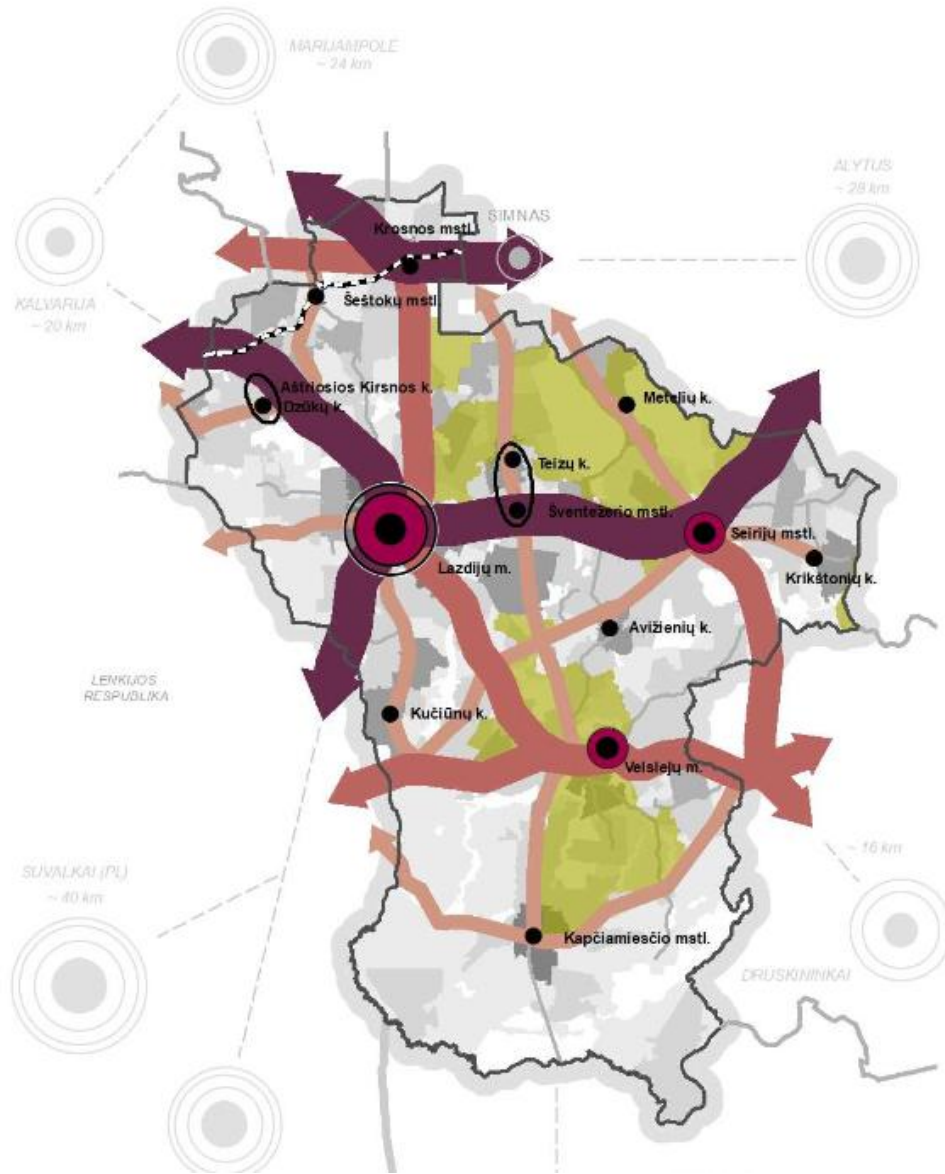 MARIJAMPOLĖ
~ 24 km
ALYTUS
~ 28 km
SIMNAS
Krosnos mstl.
KALVARIJA
~ 20 km
Šeštokų mstl.
Aštriosios Kirsnos k.
Dzūkų k.
Metelių k.
Teizų k.
Šventežerio mstl.
Seirijų mstl.
Lazdijų m.
Krikštonių k.
Avižienių k.
LENKIJOS
RESPUBLIKA
Kučiūnų k.
Veisiejų m.
~ 16 km
SUVALKAI (PL)
~ 40 km
Kapčiamiesčio mstl.
DRUSKININKAI